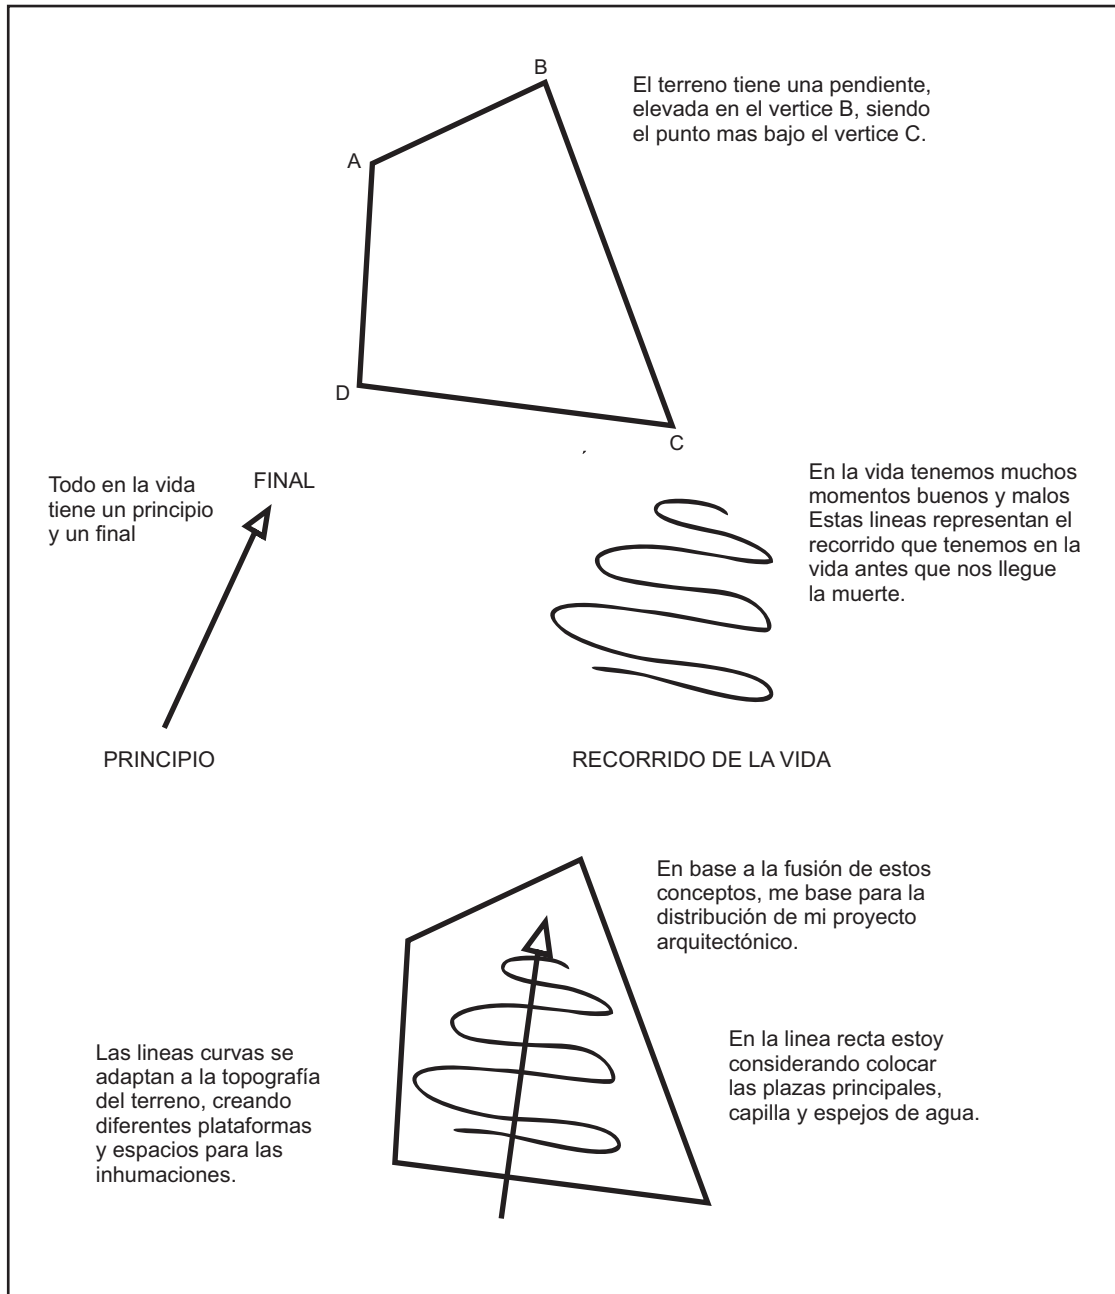 B
El terreno tiene una pendiente,
elevada en el vertice B, siendo
el punto mas bajo el vertice C.
A
D
C
Todo en la vida
tiene un principio
y un final
FINAL
PRINCIPIO
En la vida tenemos muchos
momentos buenos y malos
Estas lineas representan el
recorrido que tenemos en la
vida antes que nos llegue
la muerte.
RECORRIDO DE LA VIDA
En base a la fusión de estos
conceptos, me base para la
distribución de mi proyecto
arquitectónico.
Las lineas curvas se
adaptan a la topografía
del terreno, creando
diferentes plataformas
y espacios para las
inhumaciones.
En la linea recta estoy
considerando colocar
las plazas principales,
capilla y espejos de agua.